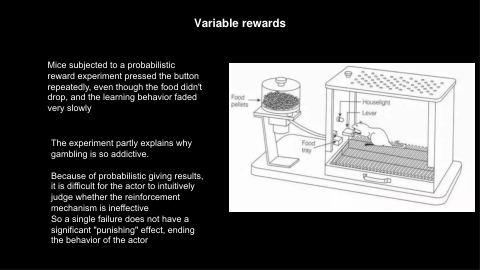 Variable rewards
Mice subjected to a probabilistic
reward experiment pressed the button
repeatedly, even though the food didn't
drop, and the learning behavior faded
very slowly
The experiment partly explains why
gambling is so addictive.
Because of probabilistic giving results,
it is difficult for the actor to intuitively
judge whether the reinforcement
mechanism is ineffective
So a single failure does not have a
significant "punishing" effect, ending
the behavior of the actor
Food
pellets
Houselight
Lever
Food
tray